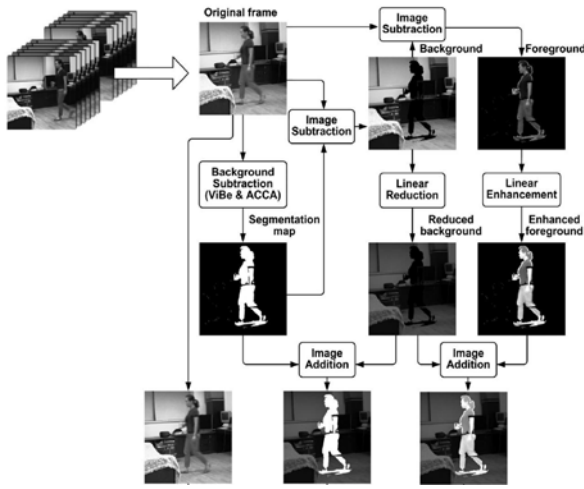 Original frame
Image
Subtraction
Background
Foreground
Image
Subtraction
Background
Subtraction
(ViBe & ACCA)
Linear
Reduction
Linear
Enhancement
Segmentation
map
Reduced
background
Enhanced
foreground
Image
Addition
Image
Addition